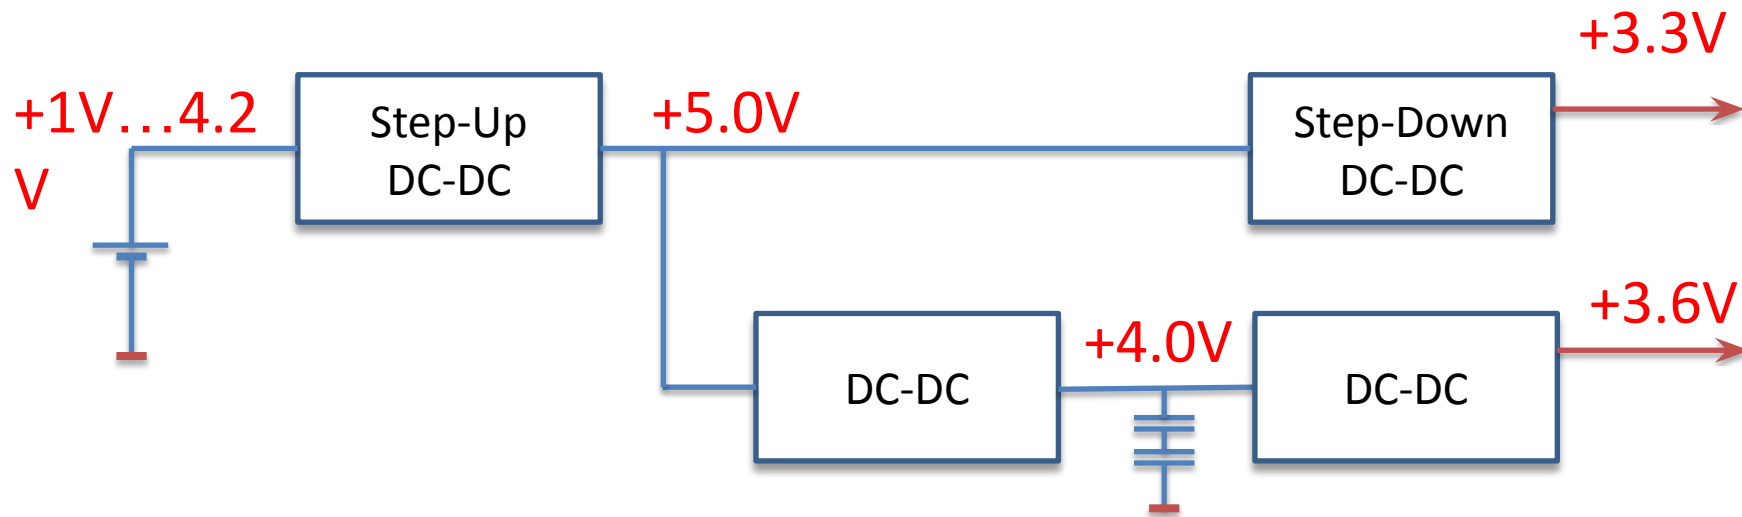 +3.3V
+1V…4.2
V
Step-Up
DC-DC
+5.0V
Step-Down
DC-DC
+3.6V
+4.0V
DC-DC
DC-DC